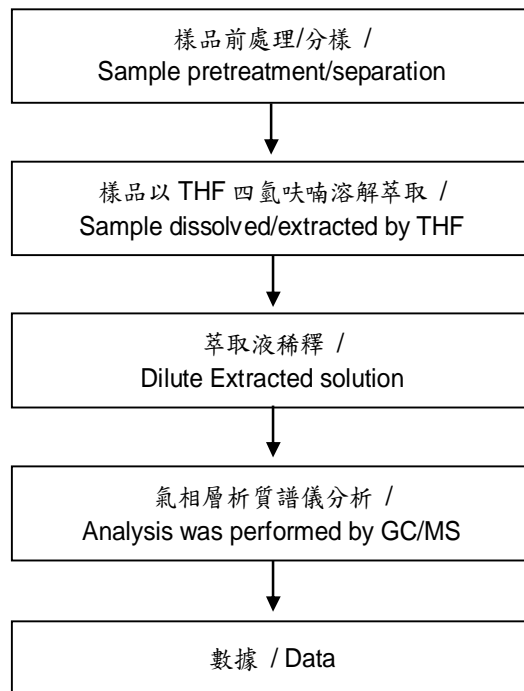 樣品前處理/分樣 /
Sample pretreatment/separation
樣品以 THF 四氫呋喃溶解萃取 /
Sample dissolved/extracted by THF
萃取液稀釋 /
Dilute Extracted solution
氣相層析質譜儀分析 /
Analysis was performed by GC/MS
數據 / Data